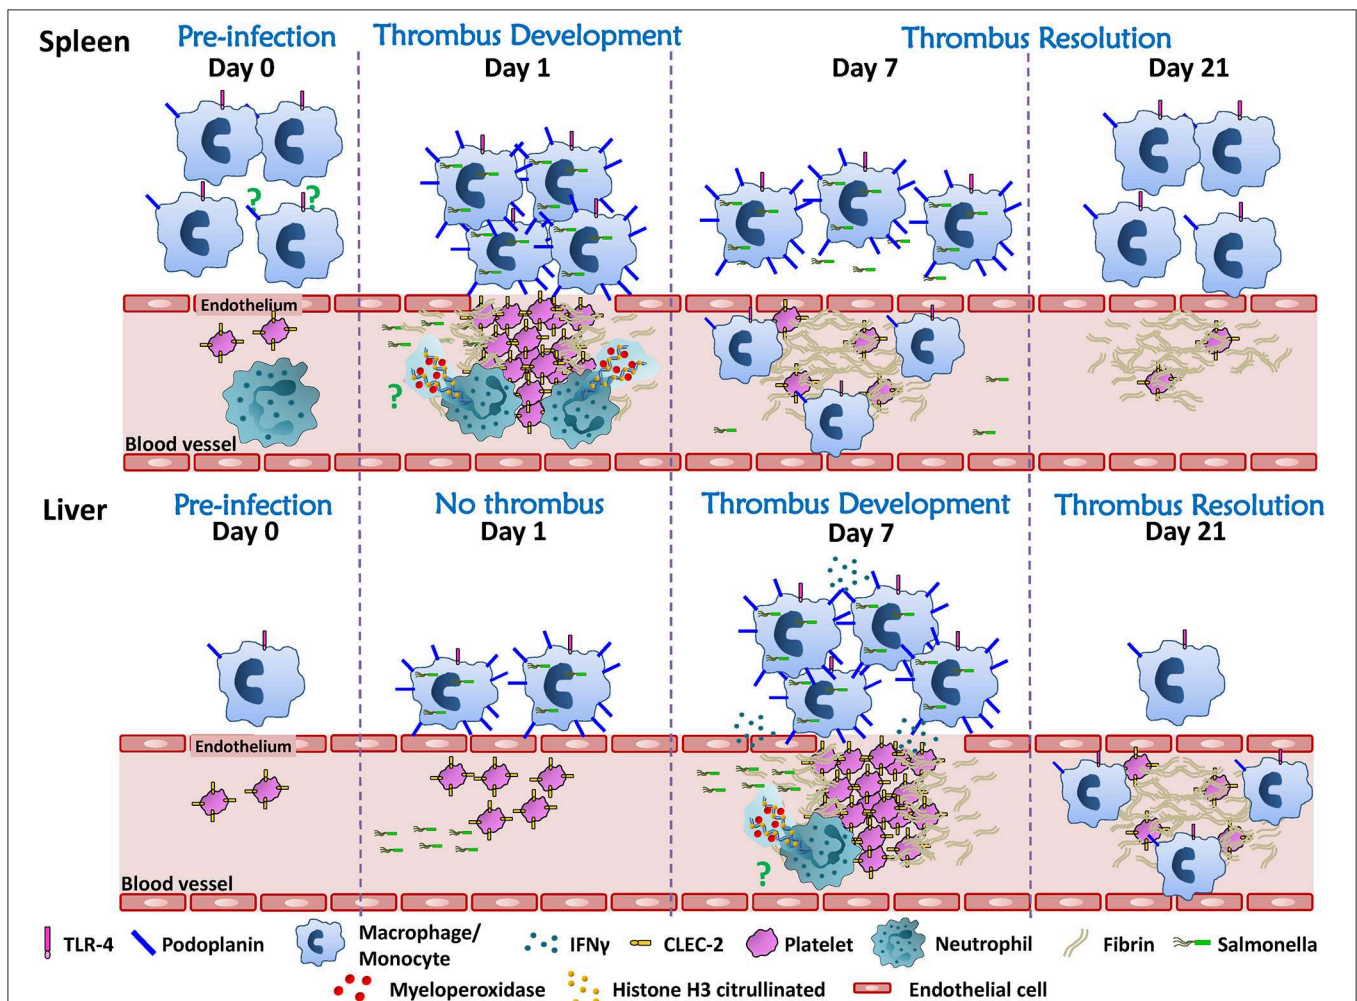 Spleen
Pre-infection
Thrombus Development
Thrombus Resolution
Day 0
Day 1
Day 7
Day 21
? ?
Endothelium
?
Blood vessel
Liver
Pre-infection
No thrombus
Thrombus Development
Thrombus Resolution
Day 0
Day 1
Day 7
Day 21
Endothelium
?
Blood vessel
TLR-4
Podoplanin
Macrophage/
Monocyte
IFNγ
CLEC-2
Platelet
Neutrophil
Fibrin
Salmonella
Myeloperoxidase
Histone H3 citrullinated
Endothelial cell